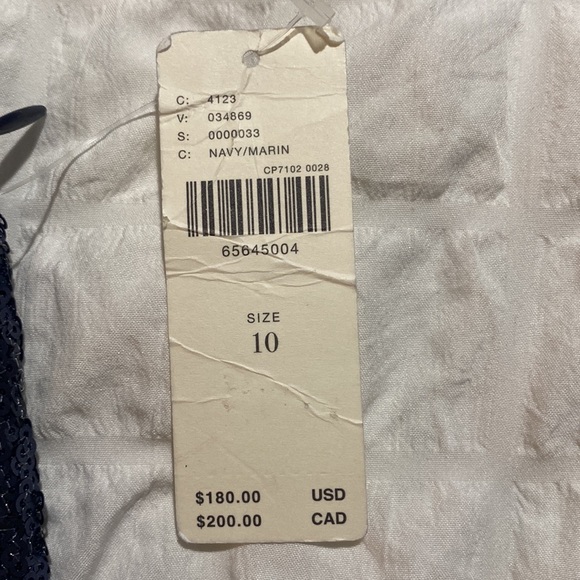 C: 4123
V: 034869
S: 0000033
C: NAVY/MARIN
CP7102 0028
65645004
SIZE
10
$180.00 USD
$200.00 CAD